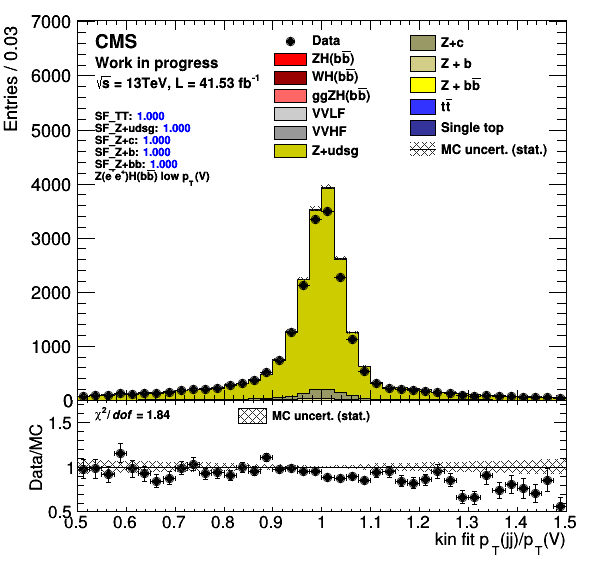 7000
6000
5000
4000
3000
2000
1000
0
Entries / 0.03
CMS
Work in progress
√s = 13TeV, L = 41.53 fb⁻¹
SF_TT: 1.000
SF_Z+udsg: 1.000
SF_Z+c: 1.000
SF_Z+b: 1.000
SF_Z+bb: 1.000
Z(e⁻e⁺)H(bb̅) low p_T(V)
Data
ZH(bb̅)
WH(bb̅)
ggZH(bb̅)
VVLF
VVHF
Z+udsg
Z+c
Z + b
Z + bb̅
tt̅
Single top
MC uncert. (stat.)
χ²/dof = 1.84
MC uncert. (stat.)
1.5
1
0.5
Data/MC
0.5 0.6 0.7 0.8 0.9 1 1.1 1.2 1.3 1.4 1.5
kin fit p_T(jj)/p_T(V)